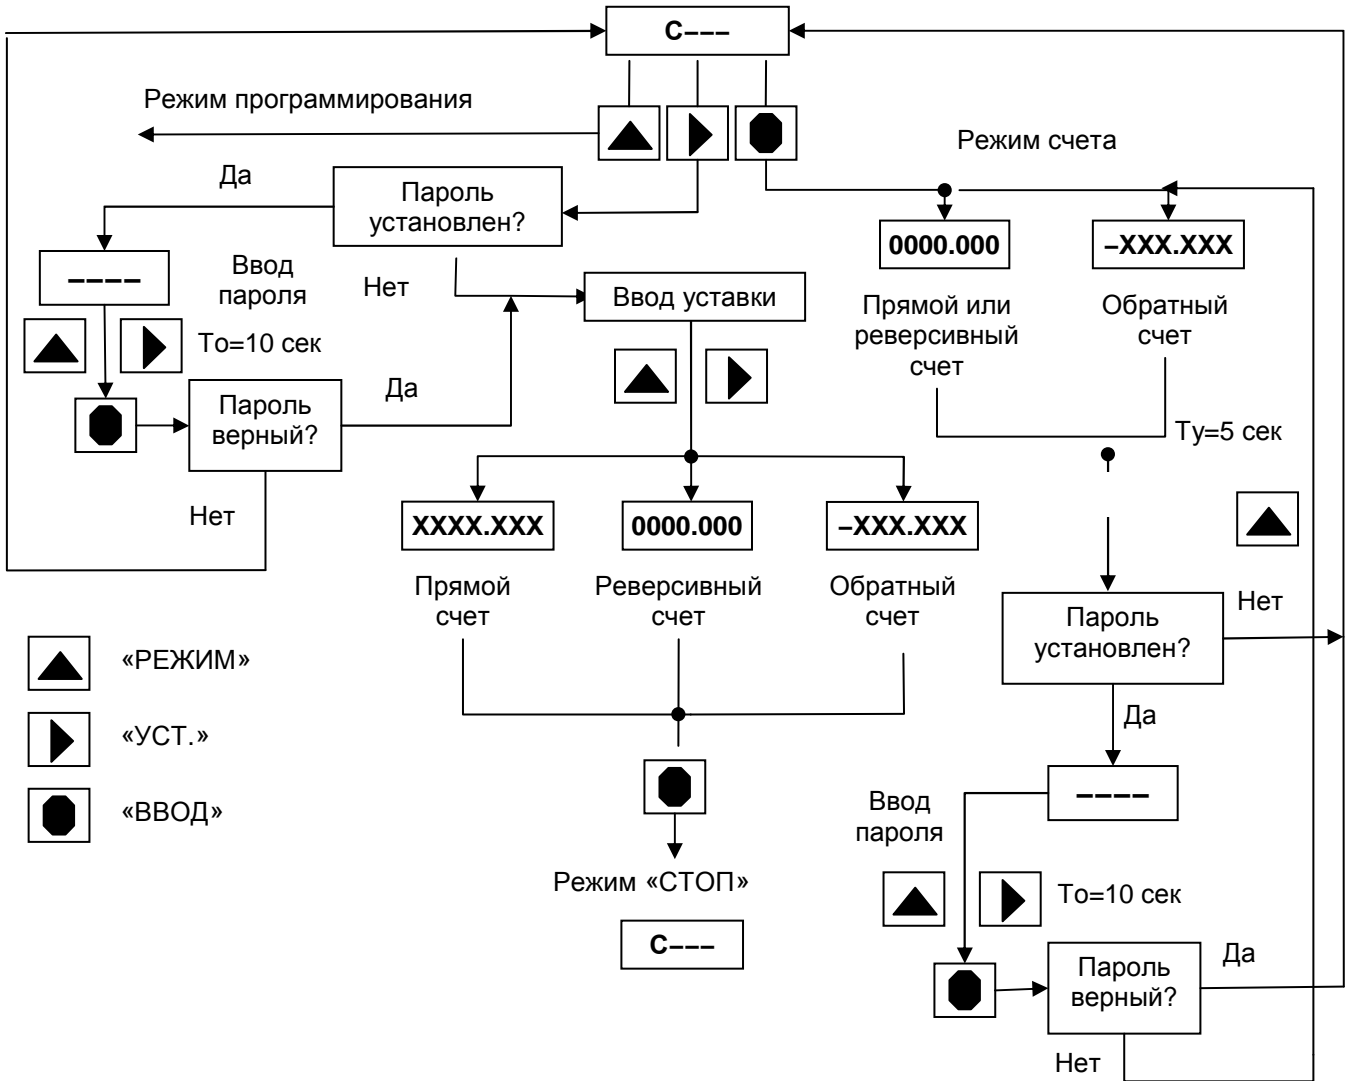 С–––
Режим программирования
Режим счета
Да
Пароль
установлен?
0000.000
–XXX.XXX
––––
Ввод
пароля
Нет
Ввод уставки
Прямой или
реверсивный
счет
Обратный
счет
То=10 сек
Да
Пароль
верный?
Ту=5 сек
Нет
XXXX.XXX
0000.000
–XXX.XXX
Прямой
счет
Реверсивный
счет
Обратный
счет
Пароль
установлен?
Нет
«РЕЖИМ»
Да
«УСТ.»
––––
«ВВОД»
Ввод
пароля
Режим «СТОП»
То=10 сек
С–––
Пароль
верный?
Да
Нет